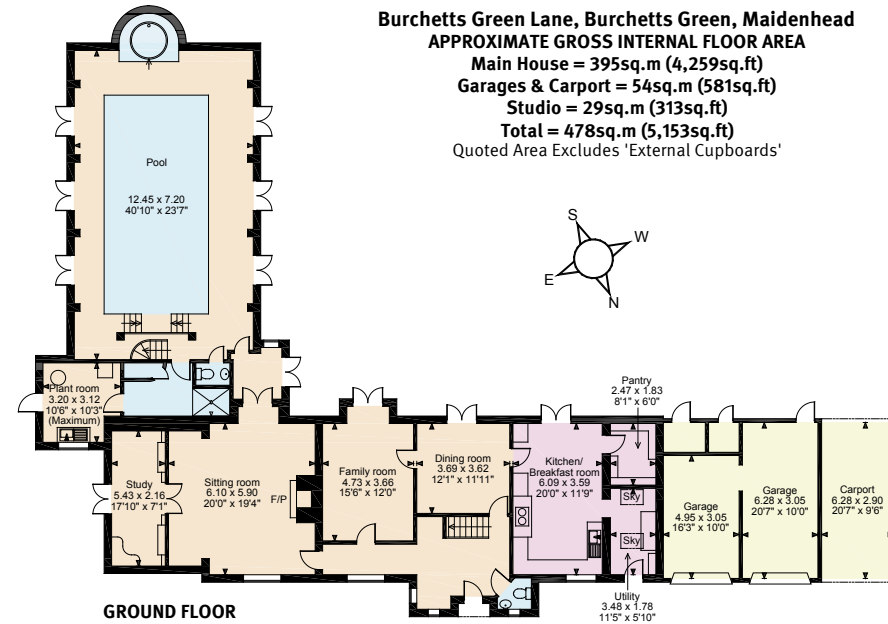 Burchetts Green Lane, Burchetts Green, Maidenhead
APPROXIMATE GROSS INTERNAL FLOOR AREA
Main House = 395sq.m (4,259sq.ft)
Garages & Carport = 54sq.m (581sq.ft)
Studio = 29sq.m (313sq.ft)
Total = 478sq.m (5,153sq.ft)
Quoted Area Excludes 'External Cupboards'
S
W
E
N
Pool
12.45 x 7.20
40'10" x 23'7"
Plant room
3.20 x 3.12
10'6" x 10'3"
(Maximum)
Study
5.43 x 2.16
17'10" x 7'1"
Sitting room
6.10 x 5.90
20'0" x 19'4"
F/P
Family room
4.73 x 3.66
15'6" x 12'0"
Dining room
3.69 x 3.62
12'1" x 11'11"
Kitchen/
Breakfast room
6.09 x 3.59
20'0" x 11'9"
Pantry
2.47 x 1.83
8'1" x 6'0"
Sky
Sky
Utility
3.48 x 1.78
11'5" x 5'10"
Garage
4.95 x 3.05
16'3" x 10'0"
Garage
6.28 x 3.05
20'7" x 10'0"
Carport
6.28 x 2.90
20'7" x 9'6"
GROUND FLOOR